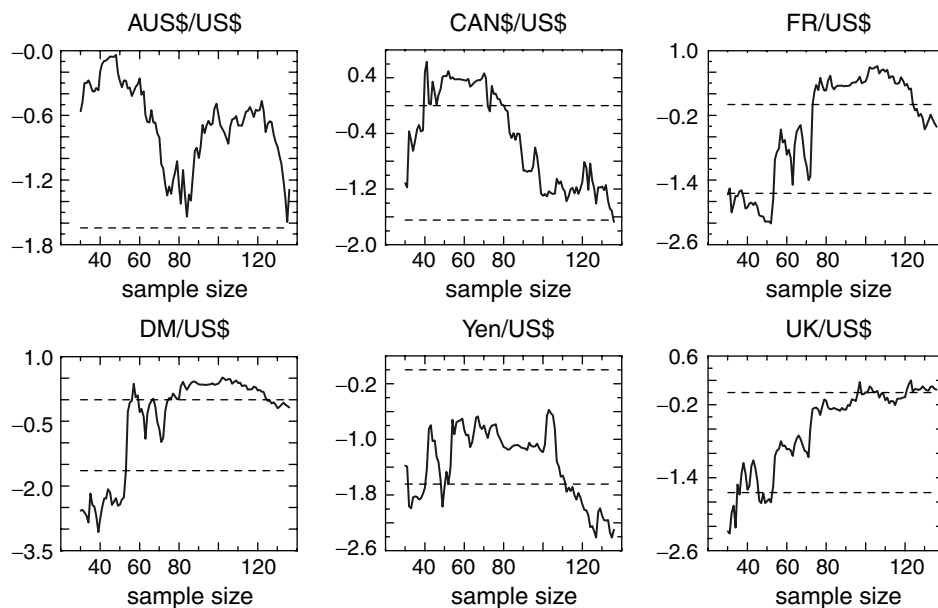 AUS$/US$
CAN$/US$
FR/US$
−0.0
−0.6
−1.2
−1.8
0.4
−0.4
−1.2
−2.0
1.0
−0.2
−1.4
−2.6
40 60 80 120
40 60 80 120
40 60 80 120
sample size
sample size
sample size
DM/US$
Yen/US$
UK/US$
1.0
−0.5
−2.0
−3.5
−0.2
−1.0
−1.8
−2.6
0.6
−0.2
−1.4
−2.6
40 60 80 120
40 60 80 120
40 60 80 120
sample size
sample size
sample size